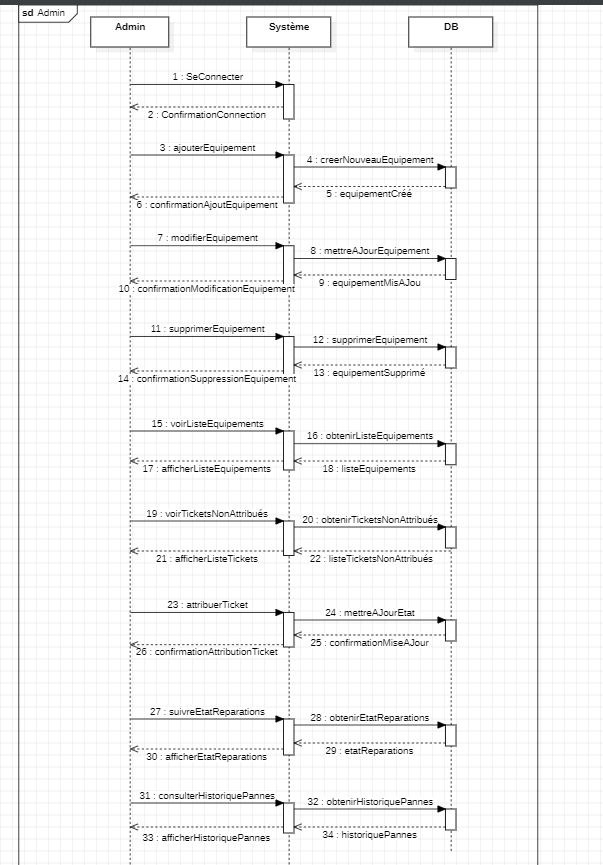 sd Admin
Admin
Système
DB
1 : SeConnecter
2 : ConfirmationConnection
3 : ajouterEquipement
4 : creerNouveauEquipement
5 : equipementCréé
6 : confirmationAjoutEquipement
7 : modifierEquipement
8 : mettreAJourEquipement
9 : equipementMisAJou
10 : confirmationModificationEquipement
11 : supprimerEquipement
12 : supprimerEquipement
13 : equipementSupprimé
14 : confirmationSuppressionEquipement
15 : voirListeEquipements
16 : obtenirListeEquipements
17 : afficherListeEquipements
18 : listeEquipements
19 : voirTicketsNonAttribués
20 : obtenirTicketsNonAttribués
21 : afficherListeTickets
22 : listeTicketsNonAttribués
23 : attribuerTicket
24 : mettreAJourEtat
25 : confirmationMiseAJour
26 : confirmationAttributionTicket
27 : suivreEtatReparations
28 : obtenirEtatReparations
29 : etatReparations
30 : afficherEtatReparations
31 : consulterHistoriquePannes
32 : obtenirHistoriquePannes
33 : afficherHistoriquePannes
34 : historiquePannes